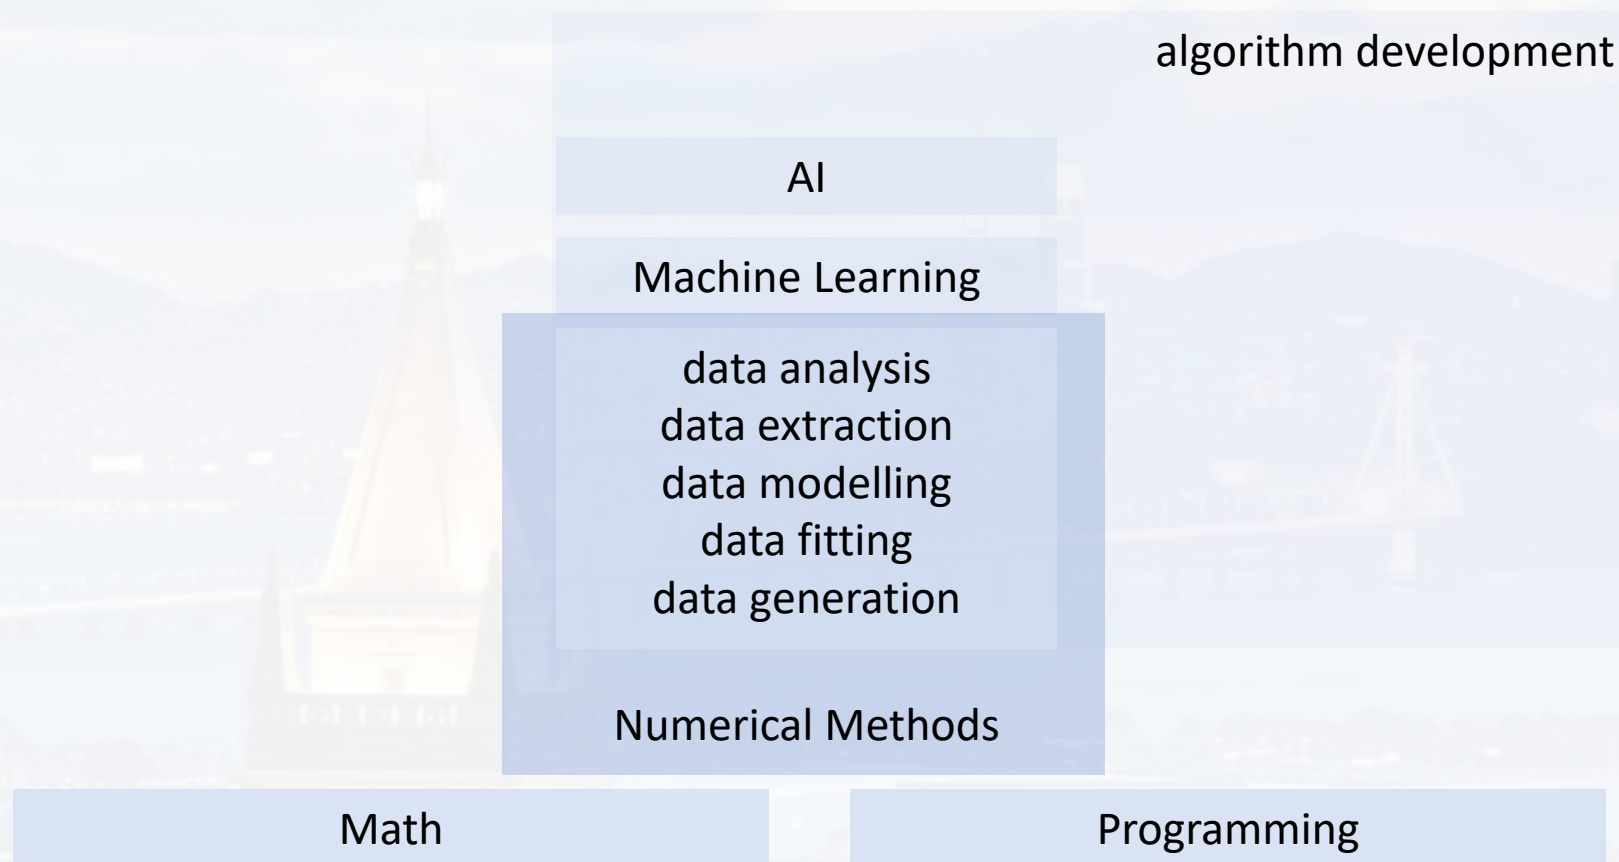 algorithm development
AI
Machine Learning
data analysis
data extraction
data modelling
data fitting
data generation
Numerical Methods
Math
Programming